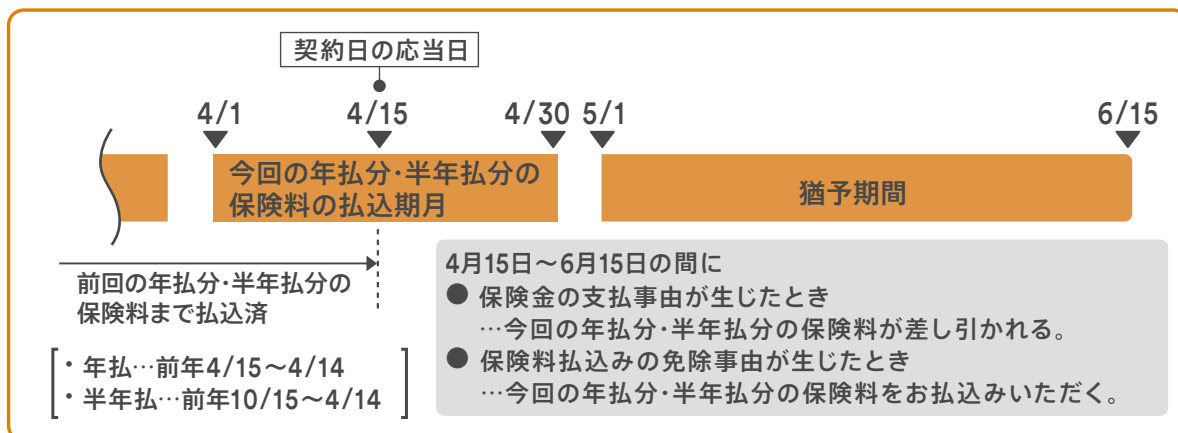 契約日の応当日
4/1
4/15
4/30
5/1
6/15
今回の年払分・半年払分の
保険料の払込期月
猶予期間
前回の年払分・半年払分の
保険料まで払込済
・年払…前年4/15～4/14
・半年払…前年10/15～4/14
4月15日～6月15日の間に
● 保険金の支払事由が生じたとき
…今回の年払分・半年払分の保険料が差し引かれる。
● 保険料払込みの免除事由が生じたとき
…今回の年払分・半年払分の保険料をお払込みいただく。